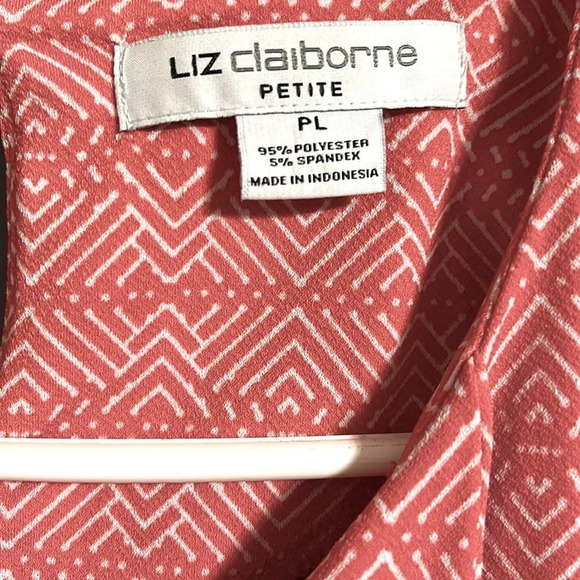 LIZ claiborne
PETITE
PL
95% POLYESTER
5% SPANDEX
MADE IN INDONESIA